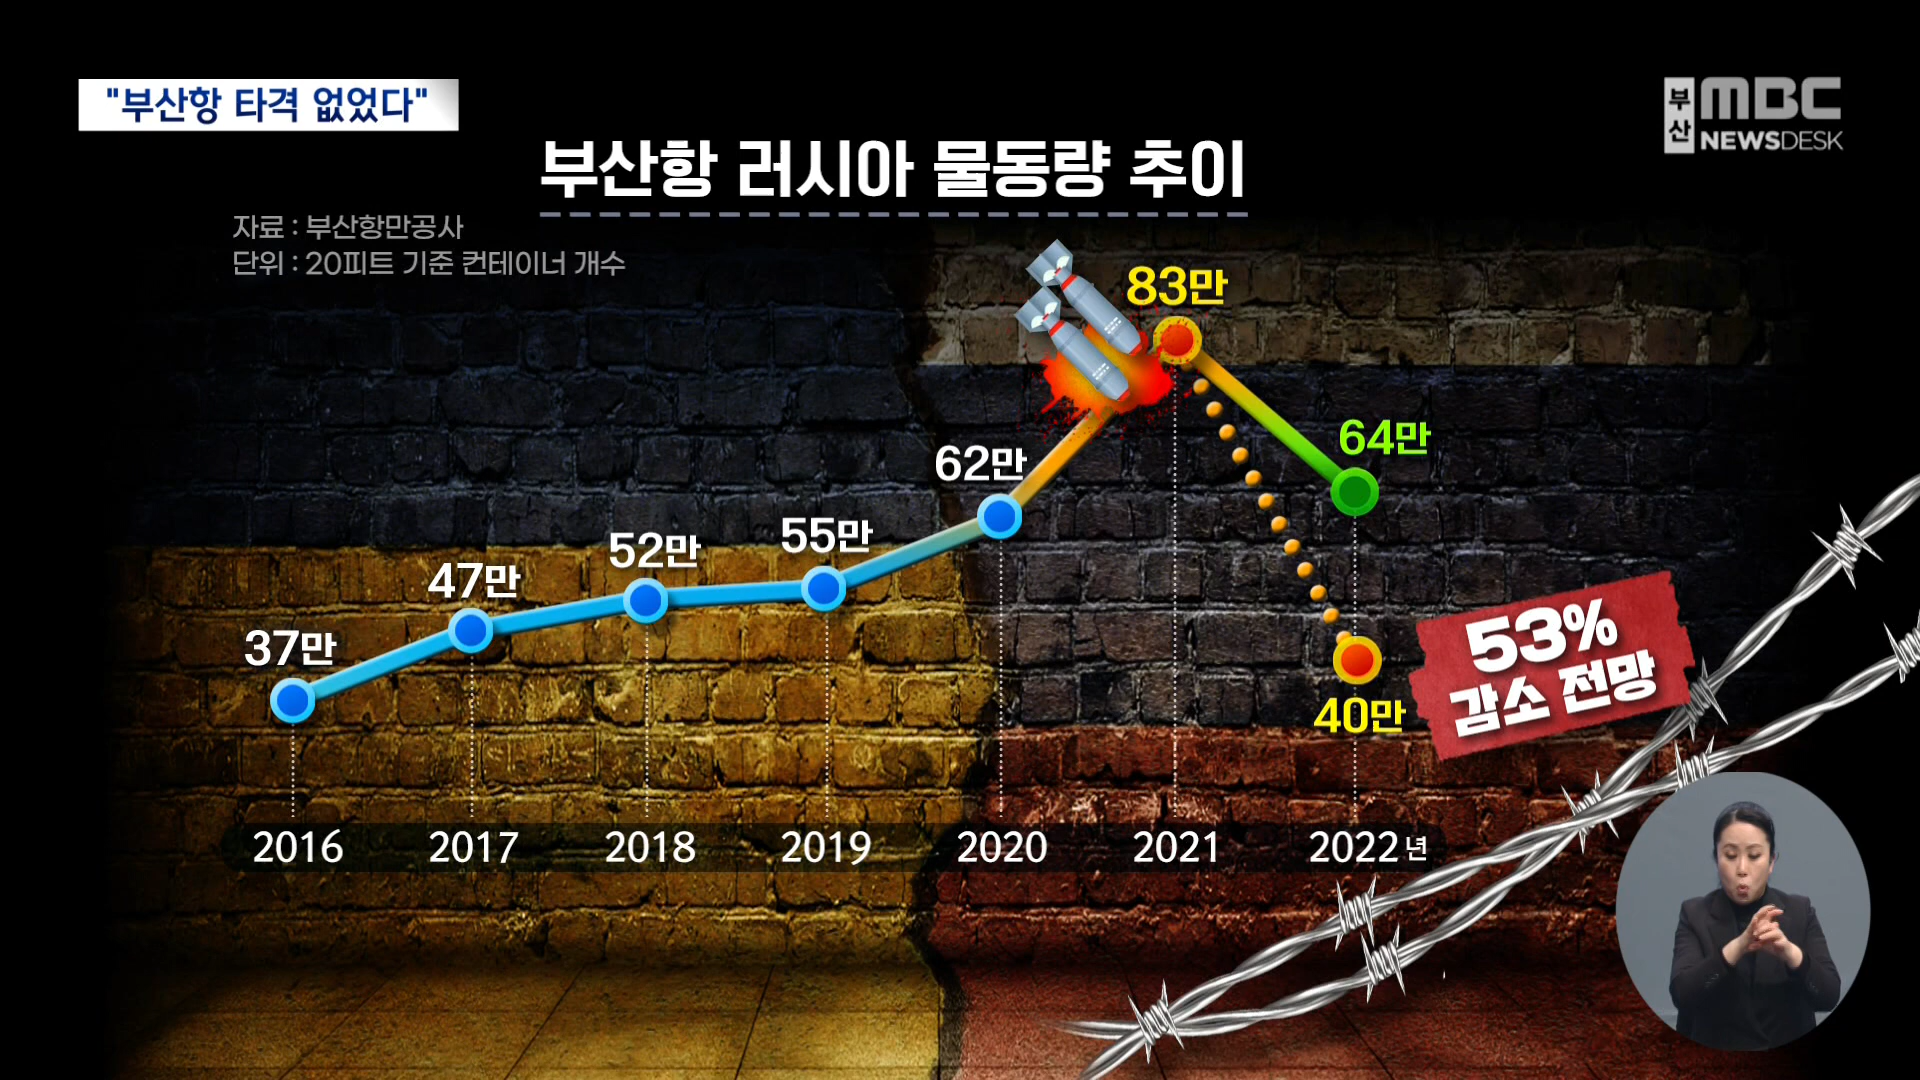 "부산항 타격 없었다"
부산 MBC
NEWSDESK
부산항 러시아 물동량 추이
자료 : 부산항만공사
단위 : 20피트 기준 컨테이너 개수
83만
64만
62만
55만
52만
47만
37만
40만
53%
감소 전망
2016 2017 2018 2019 2020 2021 2022 년